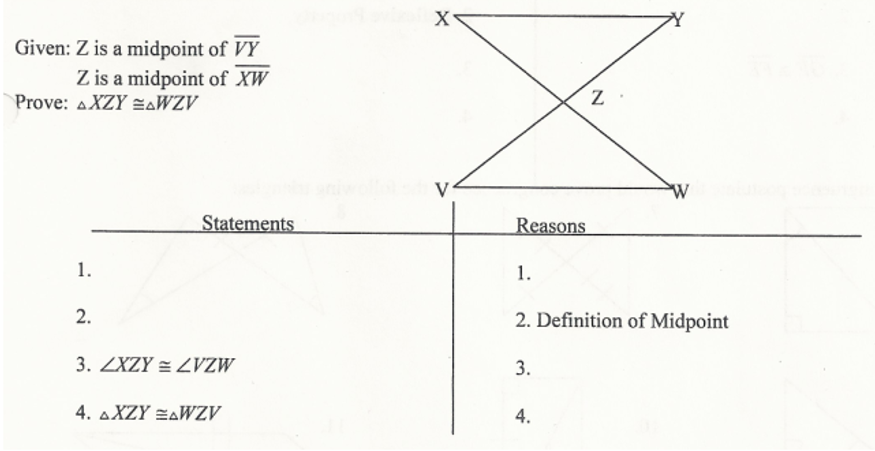 X
Y
Given: Z is a midpoint of VY
Z is a midpoint of XW
Prove: △XZY ≅△WZV
Z
V
W
Statements
Reasons
1.
1.
2.
2. Definition of Midpoint
3. ∠XZY ≅ ∠VZW
3.
4. △XZY ≅△WZV
4.